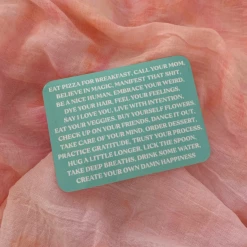 EAT PIZZA FOR BREAKFAST, CALL YOUR MOM,
BELIEVE IN MAGIC, MANIFEST THAT SHIT,
BE A NICE HUMAN, EMBRACE YOUR WEIRD,
DYE YOUR HAIR, FEEL YOUR FEELINGS,
SAY I LOVE YOU, LIVE WITH INTENTION,
EAT YOUR VEGGIES, BUY YOURSELF FLOWERS,
CHECK UP ON YOUR FRIENDS, DANCE IT OUT,
TAKE CARE OF YOUR MIND, ORDER DESSERT,
PRACTICE GRATITUDE, TRUST YOUR PROCESS,
HUG A LITTLE LONGER, LICK THE SPOON,
TAKE DEEP BREATHS, DRINK SOME WATER,
CREATE YOUR OWN DAMN HAPPINESS